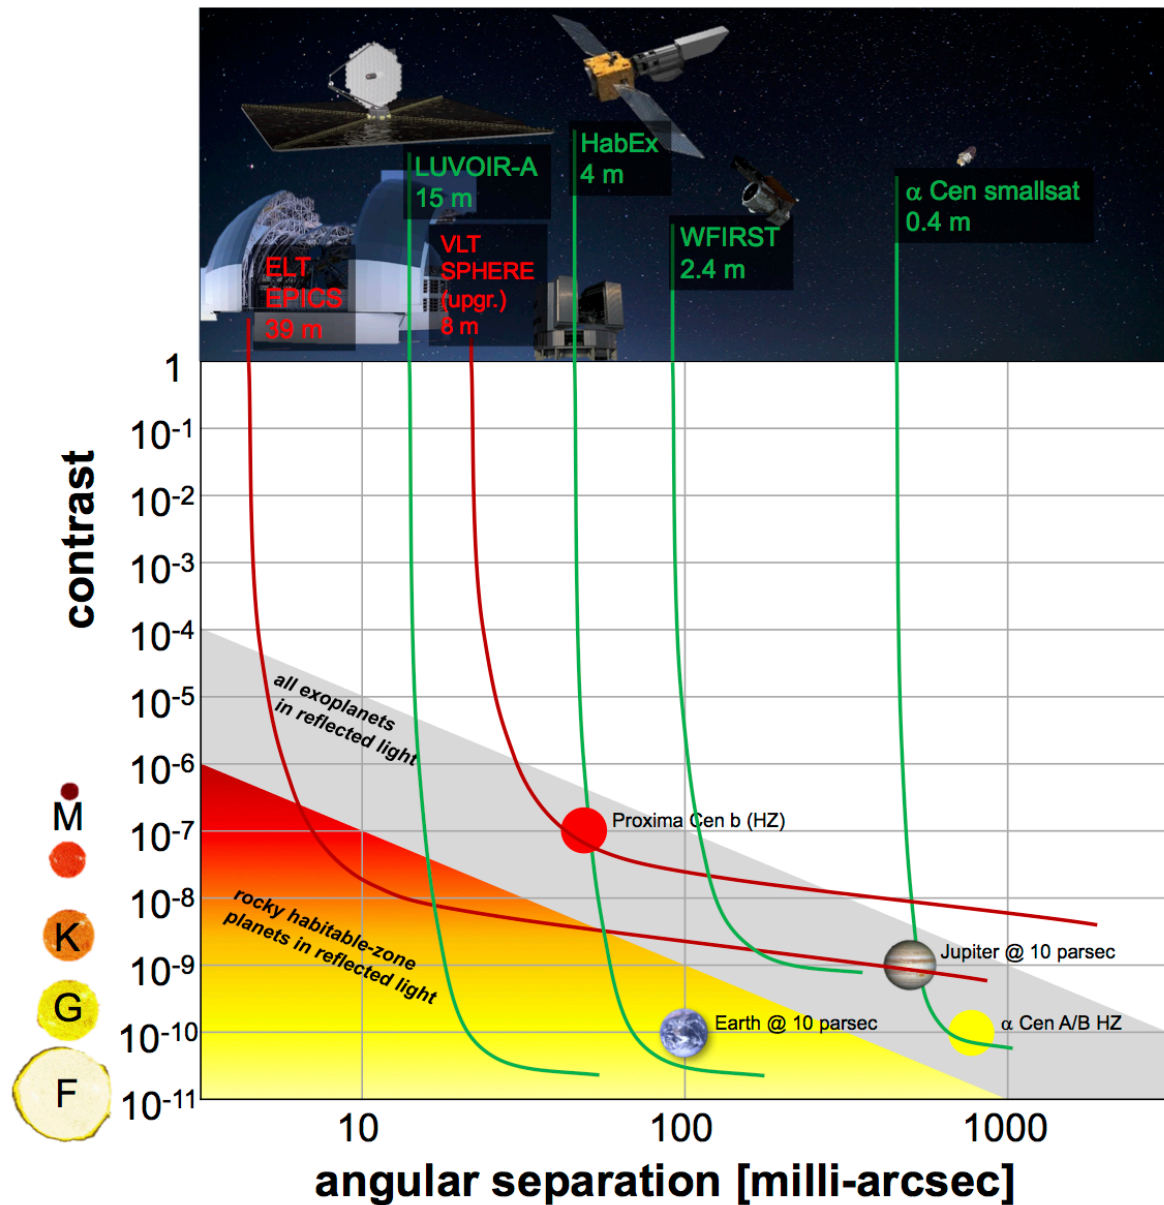 LUVOIR-A
15 m
HabEx
4 m
α Cen smallsat
0.4 m
WFIRST
2.4 m
VLT
SPHERE
(upgr.)
8 m
ELT
EPICS
39 m
contrast
1
10-1
10-2
10-3
10-4
10-5
10-6
10-7
10-8
10-9
10-10
10-11
all exoplanets
in reflected light
rocky habitable-zone
planets in reflected light
Proxima Cen b (HZ)
Jupiter @ 10 parsec
Earth @ 10 parsec
α Cen A/B HZ
M
K
G
F
10
100
1000
angular separation [milli-arcsec]